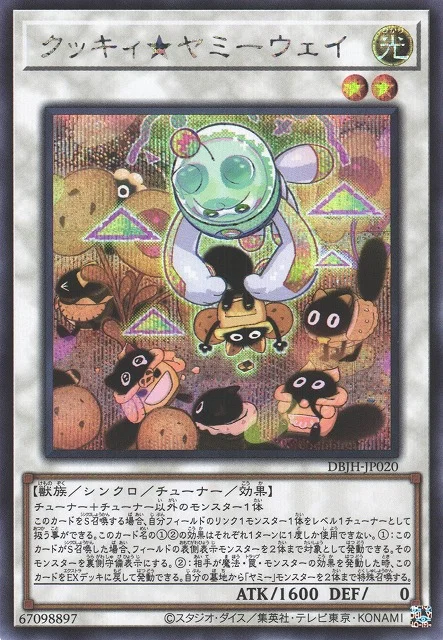 クッキィ★ヤミーウェイ
光
DBJH-JP020
【獣族／シンクロ／チューナー／効果】
チューナー＋チューナー以外のモンスター1体
このカードをS召喚する場合、自分フィールドのリンク1モンスター1体をレベル1チューナーとして
扱う事ができる。このカード名の①②の効果はそれぞれ1ターンに1度しか使用できない。①：この
カードがS召喚した場合、フィールドの表側表示モンスターを2体まで対象として発動できる。その
モンスターを裏側守備表示にする。②：相手が魔法・罠・モンスターの効果を発動した時、この
カードをEXデッキに戻して発動できる。自分の墓地から「ヤミー」モンスターを2体まで特殊召喚する。
ATK/1600 DEF/ 0
67098897
©スタジオ・ダイス／集英社・テレビ東京・KONAMI